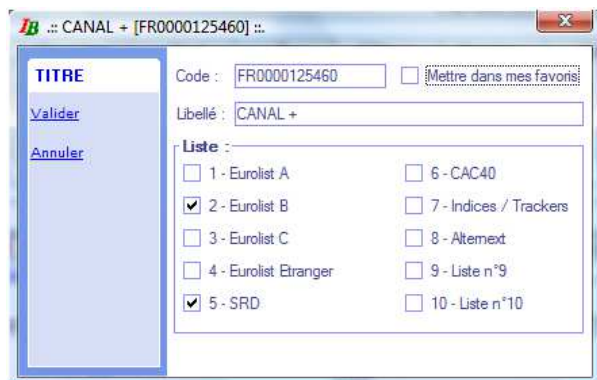 IB .:: CANAL + [FR0000125460] ::.
TITRE
Valider
Annuler
Code : FR0000125460 Mettre dans mes favoris
Libellé : CANAL +
Liste :
1 - Eurolist A
2 - Eurolist B
3 - Eurolist C
4 - Eurolist Etranger
5 - SRD
6 - CAC40
7 - Indices / Trackers
8 - Alternext
9 - Liste n°9
10 - Liste n°10